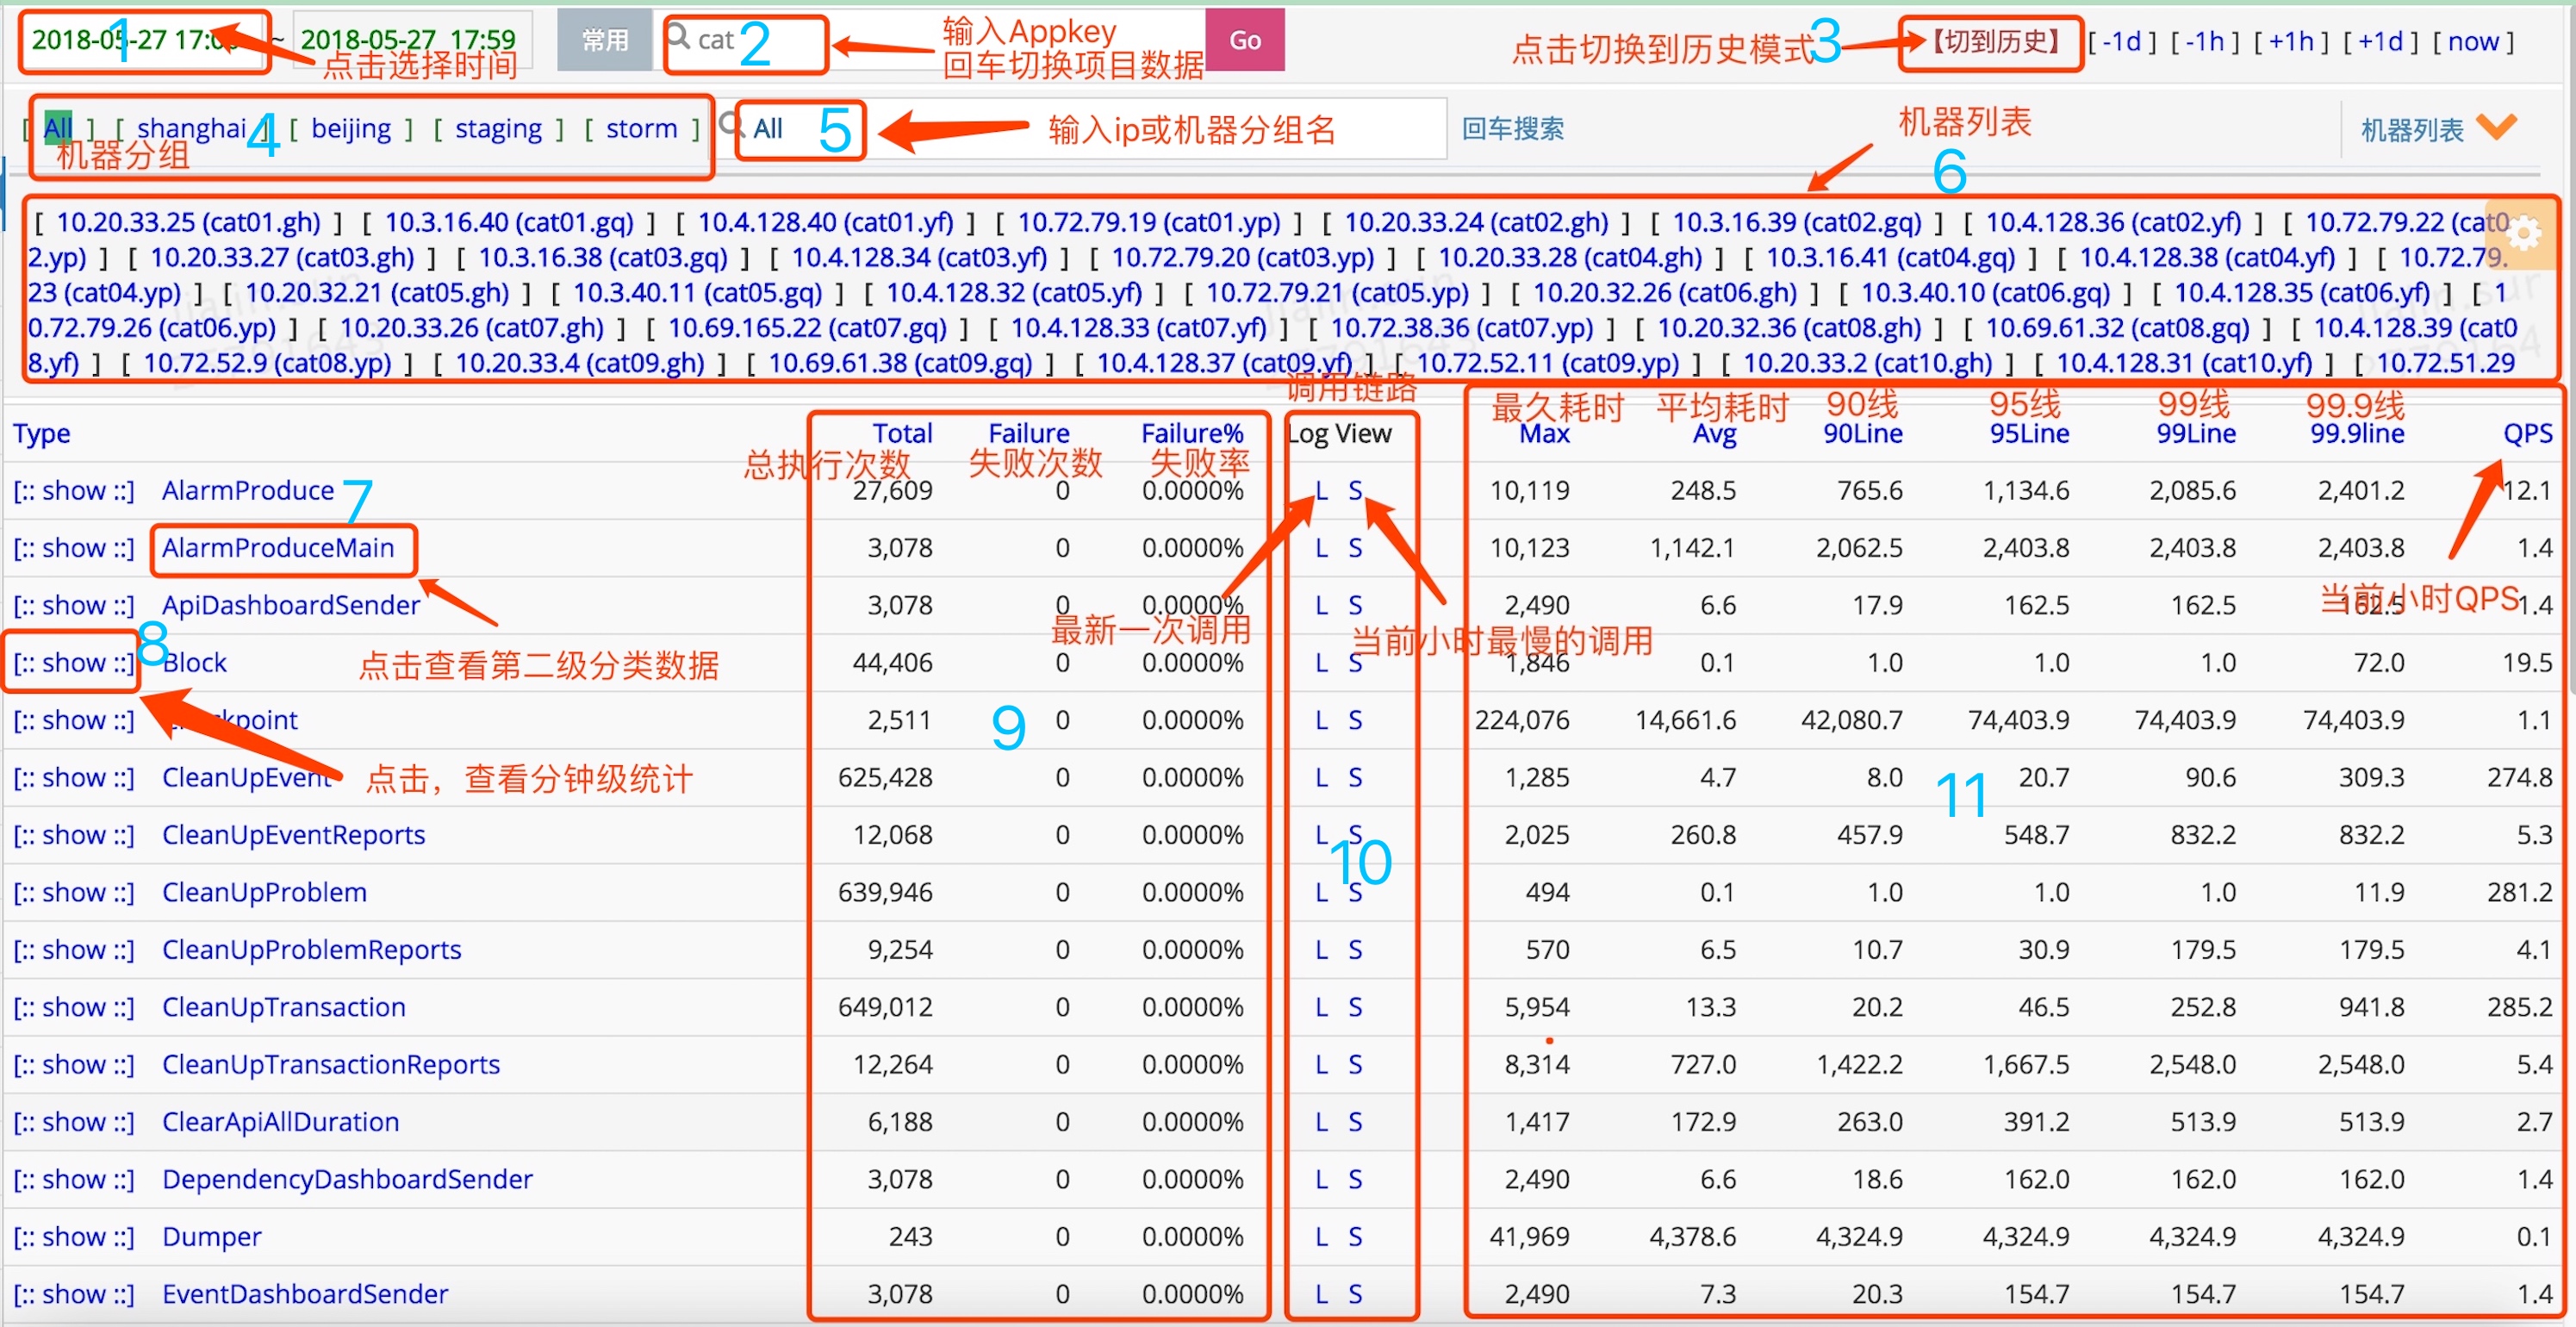 2018-05-27 17:00 ~ 2018-05-27 17:59 常用 cat Go 【切到历史】 [ -1d ] [ -1h ] [ +1h ] [ +1d ] [ now ]
1 点击选择时间 2 输入Appkey
回车切换项目数据
点击切换到历史模式 3
[ All ] [ shanghai ] [ beijing ] [ staging ] [ storm ] All 回车搜索 机器列表
机器分组 4 5 输入ip或机器分组名 机器列表 6
[ 10.20.33.25 (cat01.gh) ] [ 10.3.16.40 (cat01.gq) ] [ 10.4.128.40 (cat01.yf) ] [ 10.72.79.19 (cat01.yp) ] [ 10.20.33.24 (cat02.gh) ] [ 10.3.16.39 (cat02.gq) ] [ 10.4.128.36 (cat02.yf) ] [ 10.72.79.22 (cat0
2.yp) ] [ 10.20.33.27 (cat03.gh) ] [ 10.3.16.38 (cat03.gq) ] [ 10.4.128.34 (cat03.yf) ] [ 10.72.79.20 (cat03.yp) ] [ 10.20.33.28 (cat04.gh) ] [ 10.3.16.41 (cat04.gq) ] [ 10.4.128.38 (cat04.yf) ] [ 10.72.79.
23 (cat04.yp) ] [ 10.20.32.21 (cat05.gh) ] [ 10.3.40.11 (cat05.gq) ] [ 10.4.128.32 (cat05.yf) ] [ 10.72.79.21 (cat05.yp) ] [ 10.20.32.26 (cat06.gh) ] [ 10.3.40.10 (cat06.gq) ] [ 10.4.128.35 (cat06.yf) ] [ 1
0.72.79.26 (cat06.yp) ] [ 10.20.33.26 (cat07.gh) ] [ 10.69.165.22 (cat07.gq) ] [ 10.4.128.33 (cat07.yf) ] [ 10.72.38.36 (cat07.yp) ] [ 10.20.32.36 (cat08.gh) ] [ 10.69.61.32 (cat08.gq) ] [ 10.4.128.39 (cat0
8.yf) ] [ 10.72.52.9 (cat08.yp) ] [ 10.20.33.4 (cat09.gh) ] [ 10.69.61.38 (cat09.gq) ] [ 10.4.128.37 (cat09.yf) ] [ 10.72.52.11 (cat09.yp) ] [ 10.20.33.2 (cat10.gh) ] [ 10.4.128.31 (cat10.yf) ] [ 10.72.51.29
调用链路 最久耗时 平均耗时 90线 95线 99线 99.9线
Type Total Failure Failure% Log View Max Avg 90Line 95Line 99Line 99.9line QPS
总执行次数 失败次数 失败率
[:: show ::] AlarmProduce 27,609 0 0.0000% L S 10,119 248.5 765.6 1,134.6 2,085.6 2,401.2 12.1
7
[:: show ::] AlarmProduceMain 3,078 0 0.0000% L S 10,123 1,142.1 2,062.5 2,403.8 2,403.8 2,403.8 1.4
[:: show ::] ApiDashboardSender 3,078 0 0.0000% L S 2,490 6.6 17.9 162.5 162.5 162.5 1.4
当前小时QPS
最新一次调用 当前小时最慢的调用
8
[:: show ::] Block 44,406 0 0.0000% L S 1,846 0.1 1.0 1.0 1.0 72.0 19.5
点击查看第二级分类数据
[:: show ::] kpoint 2,511 0 0.0000% L S 224,076 14,661.6 42,080.7 74,403.9 74,403.9 74,403.9 1.1
9
[:: show ::] CleanUpEvent 625,428 0 0.0000% L S 1,285 4.7 8.0 20.7 90.6 309.3 274.8
点击，查看分钟级统计
11
[:: show ::] CleanUpEventReports 12,068 0 0.0000% L S 2,025 260.8 457.9 548.7 832.2 832.2 5.3
10
[:: show ::] CleanUpProblem 639,946 0 0.0000% L S 494 0.1 1.0 1.0 1.0 11.9 281.2
[:: show ::] CleanUpProblemReports 9,254 0 0.0000% L S 570 6.5 10.7 30.9 179.5 179.5 4.1
[:: show ::] CleanUpTransaction 649,012 0 0.0000% L S 5,954 13.3 20.2 46.5 252.8 941.8 285.2
[:: show ::] CleanUpTransactionReports 12,264 0 0.0000% L S 8,314 727.0 1,422.2 1,667.5 2,548.0 2,548.0 5.4
[:: show ::] ClearApiAllDuration 6,188 0 0.0000% L S 1,417 172.9 263.0 391.2 513.9 513.9 2.7
[:: show ::] DependencyDashboardSender 3,078 0 0.0000% L S 2,490 6.6 18.6 162.0 162.0 162.0 1.4
[:: show ::] Dumper 243 0 0.0000% L S 41,969 4,378.6 4,324.9 4,324.9 4,324.9 4,324.9 0.1
[:: show ::] EventDashboardSender 3,078 0 0.0000% L S 2,490 7.3 20.3 154.7 154.7 154.7 1.4